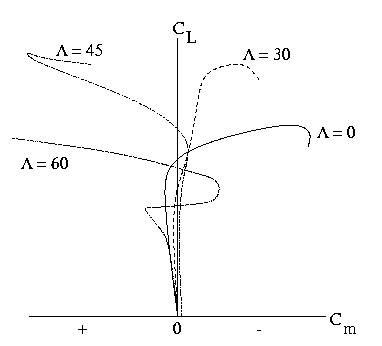 C_L
Λ = 45
Λ = 30
Λ = 0
Λ = 60
C_m
+ 0 -